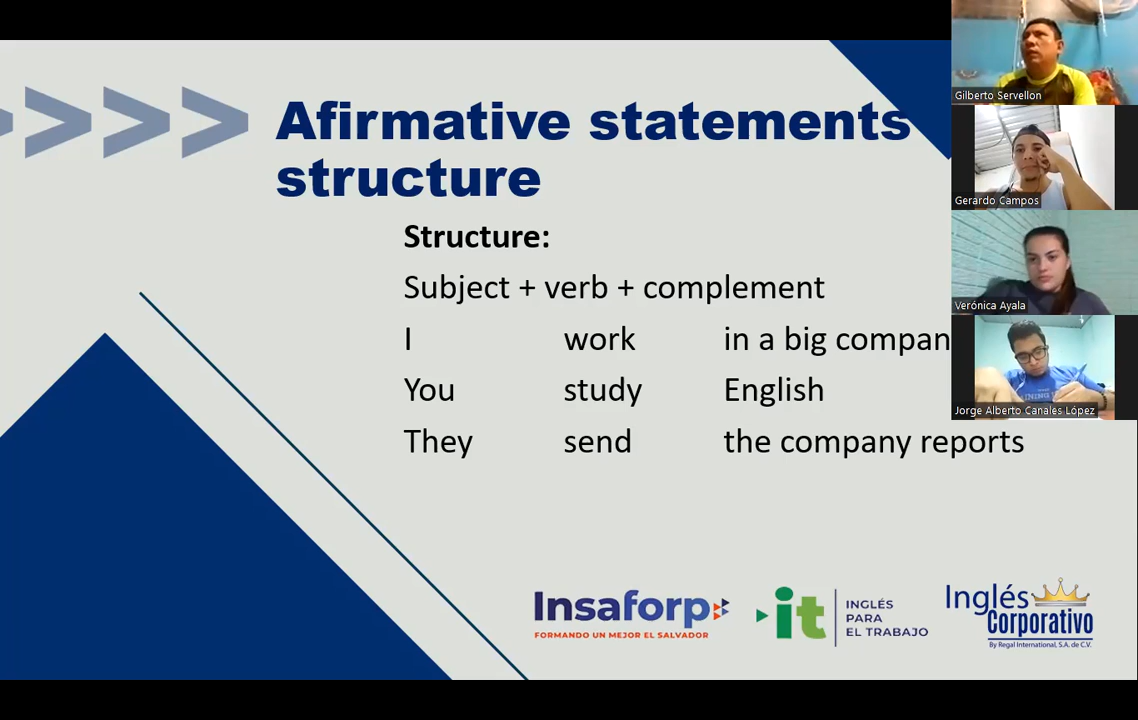 Afirmative statements
structure
Structure:
Subject + verb + complement
I work in a big compan
You study English
They send the company reports
Insaforp
FORMANDO UN MEJOR EL SALVADOR
it
INGLÉS
PARA
EL TRABAJO
Inglés
Corporativo
By Regal International, S.A. de C.V.
Gilberto Servellon
Gerardo Campos
Verónica Ayala
Jorge Alberto Canales López